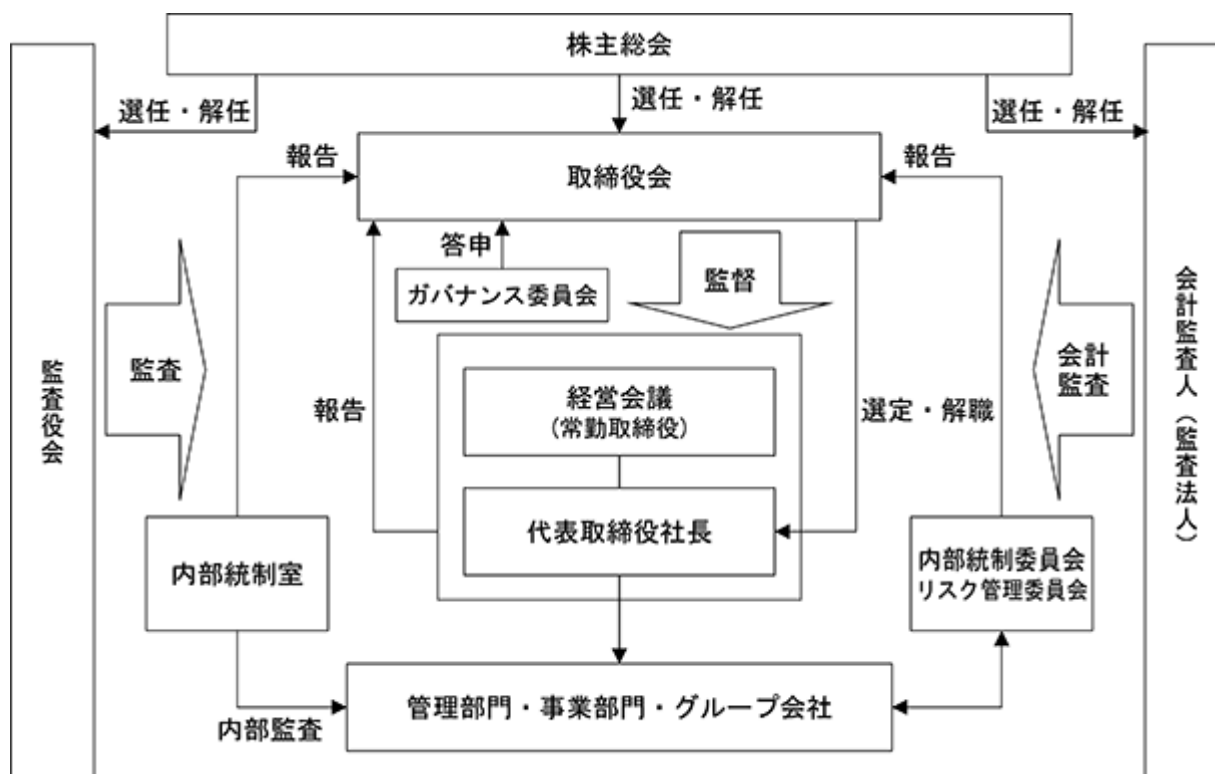 株主総会
選任・解任
選任・解任
選任・解任
報告
取締役会
報告
答申
ガバナンス委員会
監督
監査役会
監査
報告
経営会議
(常勤取締役)
選定・解職
会計
監査
会計監査人（監査法人）
代表取締役社長
内部統制室
内部統制委員会
リスク管理委員会
管理部門・事業部門・グループ会社
内部監査